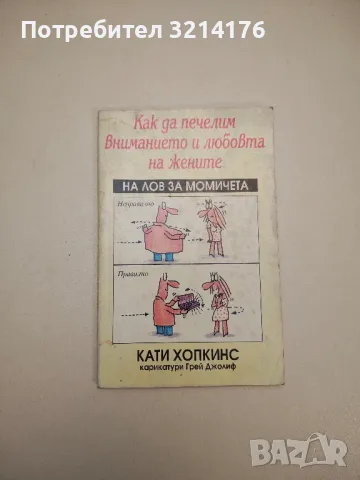 Потребител 3214176
Как да печелим
вниманието и любовта
на жените
НА ЛОВ ЗА МОМИЧЕТА
Неправилно
Правилно
КАТИ ХОПКИНС
карикатури Грей Джолиф
BAZAR